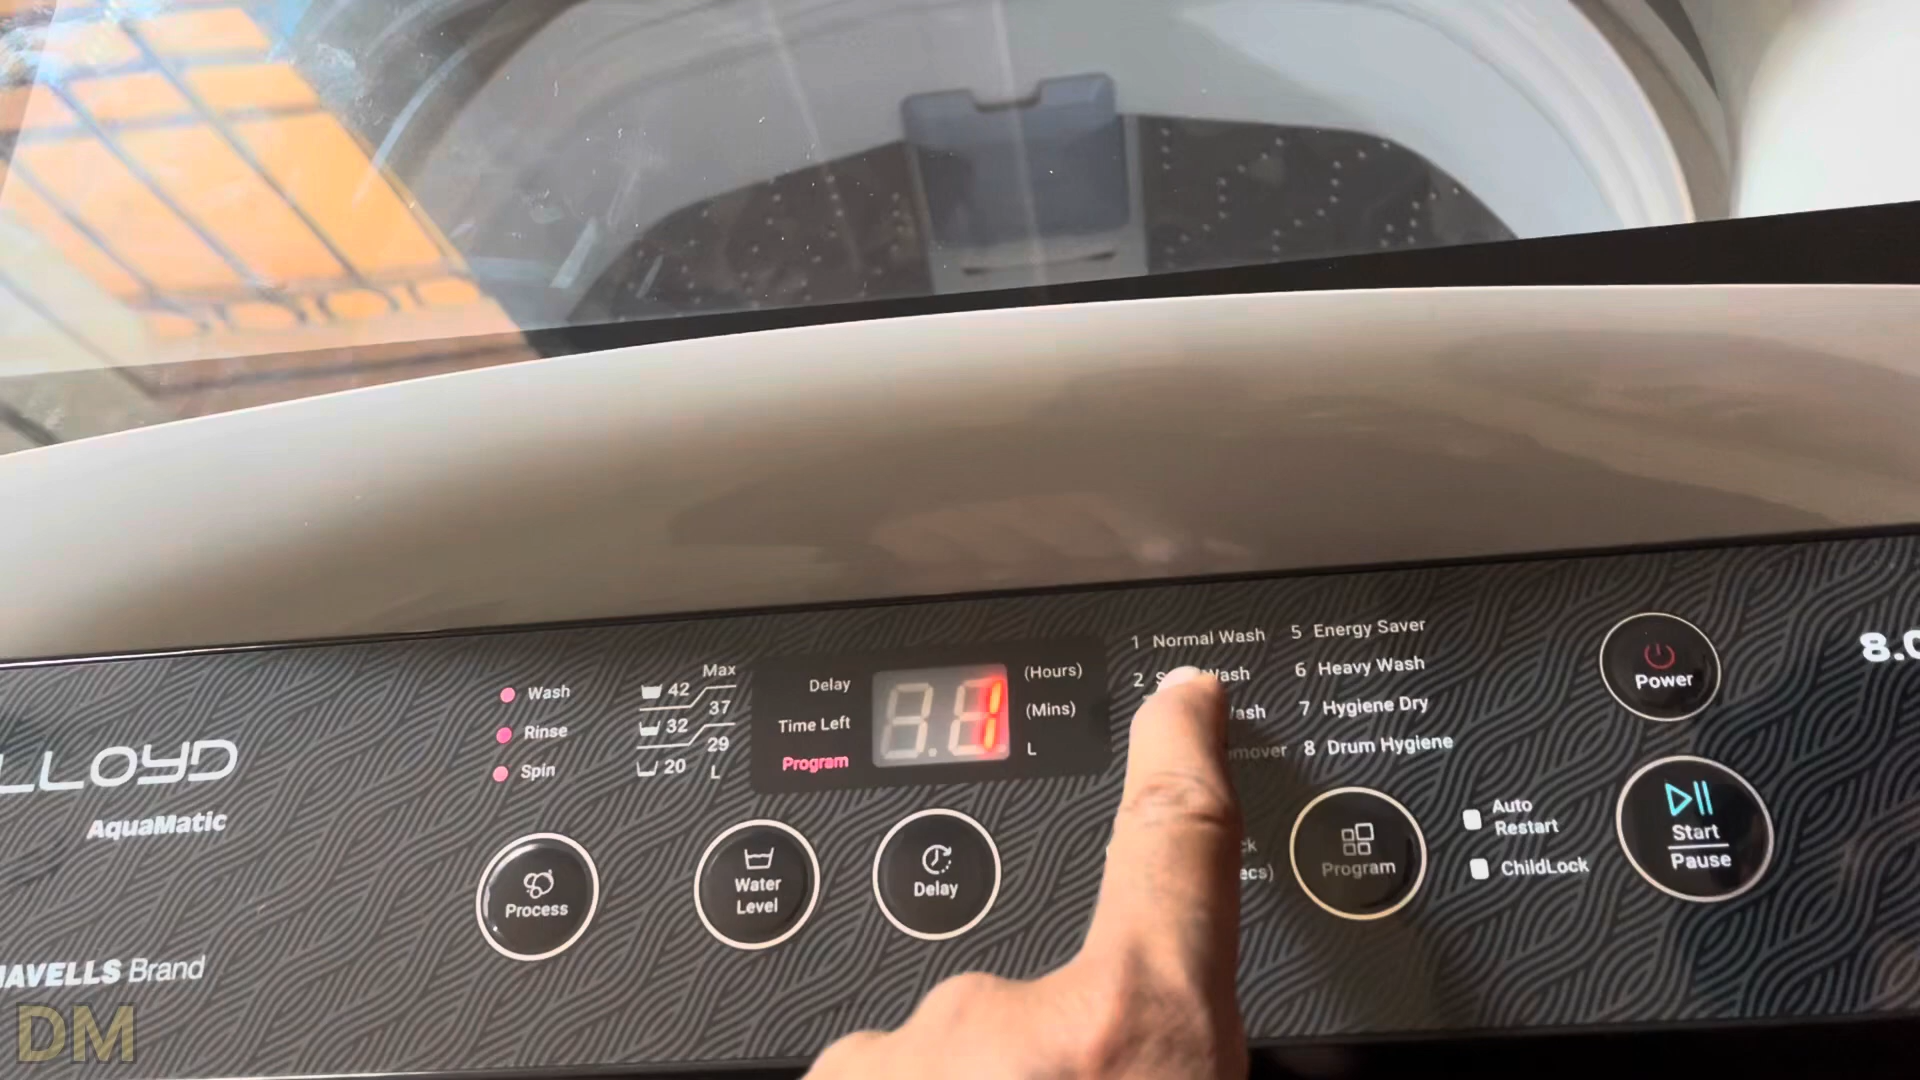 LLOYD
AquaMatic
HAVELLS Brand
Wash
Rinse
Spin
Max
42
37
32
29
20
L
Delay
Time Left
Program
1
(Hours)
(Mins)
L
1 Normal Wash
2 Wash
5 Energy Saver
6 Heavy Wash
7 Hygiene Dry
8 Drum Hygiene
Process
Water
Level
Delay
Program
Auto
Restart
ChildLock
Power
Start
Pause
8.0
DM